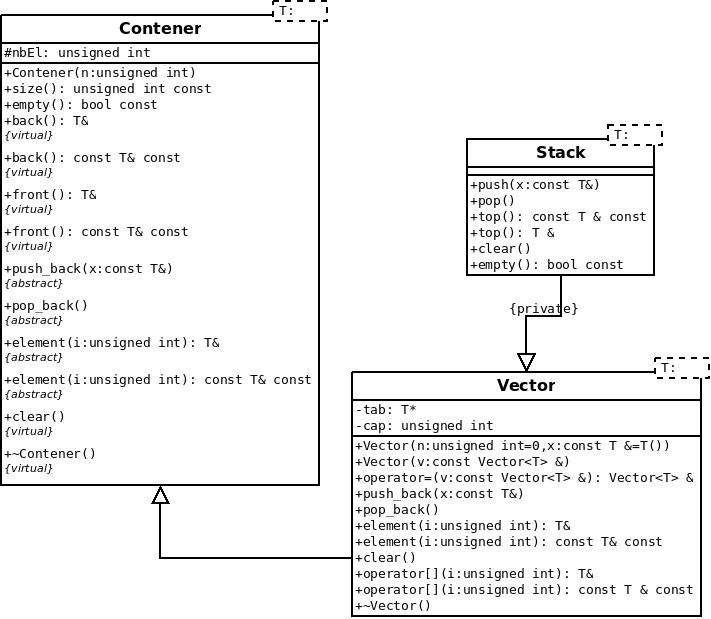 T:
Contener
#nbEl: unsigned int
+Contener(n:unsigned int)
+size(): unsigned int const
+empty(): bool const
+back(): T&
{virtual}
+back(): const T& const
{virtual}
+front(): T&
{virtual}
+front(): const T& const
{virtual}
+push_back(x:const T&)
{abstract}
+pop_back()
{abstract}
+element(i:unsigned int): T&
{abstract}
+element(i:unsigned int): const T& const
{abstract}
+clear()
{virtual}
+~Contener()
{virtual}
T:
Stack
+push(x:const T&)
+pop()
+top(): const T & const
+top(): T &
+clear()
+empty(): bool const
{private}
T:
Vector
-tab: T*
-cap: unsigned int
+Vector(n:unsigned int=0,x:const T &=T())
+Vector(v:const Vector<T> &)
+operator=(v:const Vector<T> &): Vector<T> &
+push_back(x:const T&)
+pop_back()
+element(i:unsigned int): T&
+element(i:unsigned int): const T& const
+clear()
+operator[](i:unsigned int): T&
+operator[](i:unsigned int): const T & const
+~Vector()